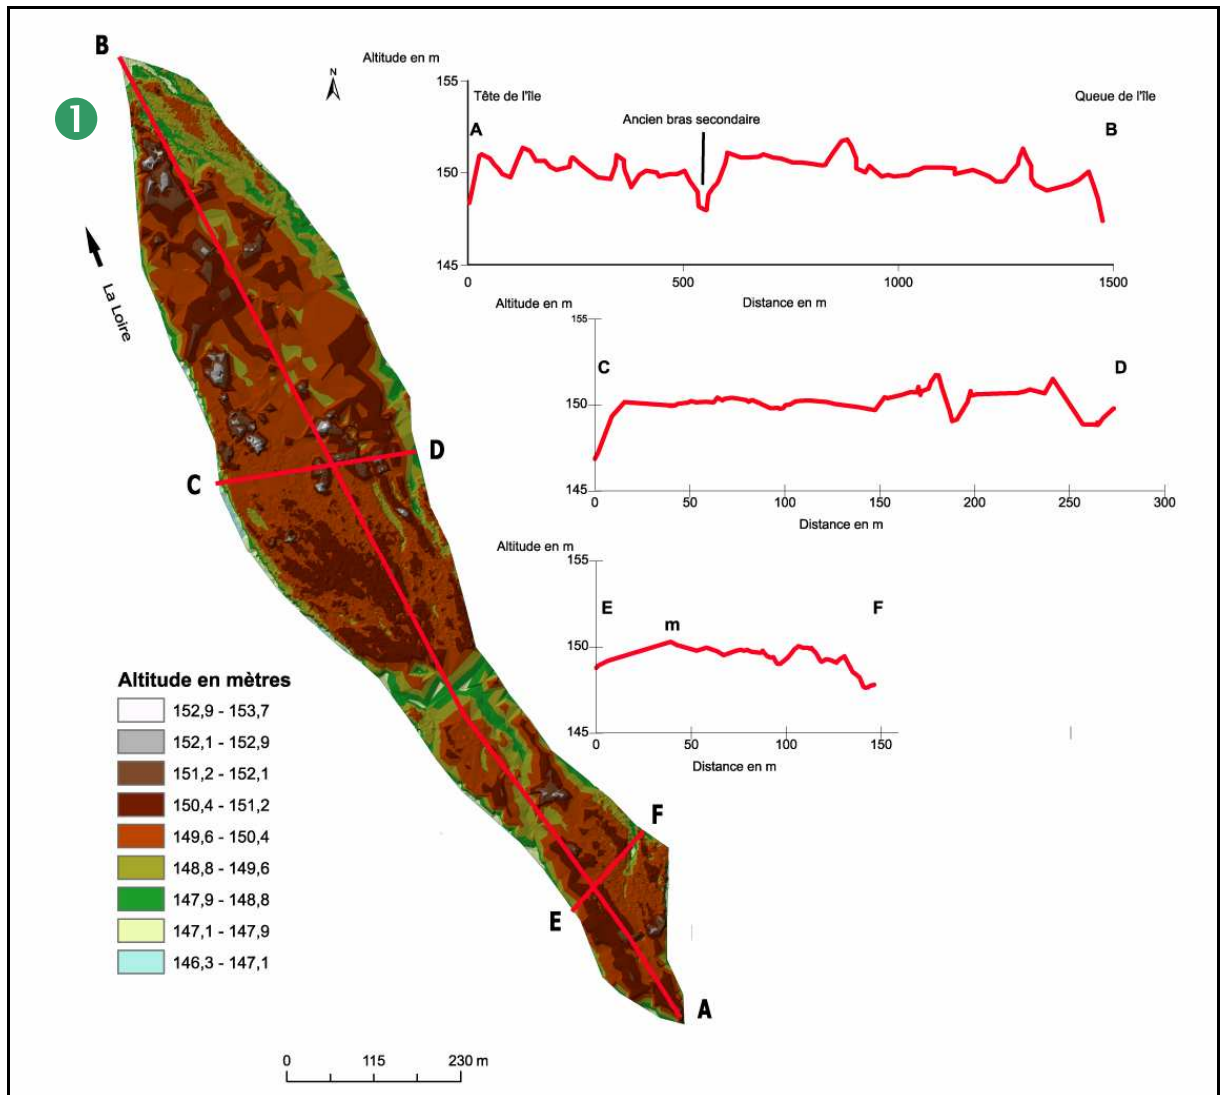 B
N
1
La Loire
C
D
F
E
A
Altitude en m
155
Tête de l'île
Queue de l'île
Ancien bras secondaire
A
B
150
145
0
500
1000
1500
Altitude en m
Distance en m
155
C
D
150
145
0
50
100
150
200
250
300
Distance en m
Altitude en m
155
E
F
m
150
145
0
50
100
150
Distance en m
Altitude en mètres
152,9 - 153,7
152,1 - 152,9
151,2 - 152,1
150,4 - 151,2
149,6 - 150,4
148,8 - 149,6
147,9 - 148,8
147,1 - 147,9
146,3 - 147,1
0
115
230 m